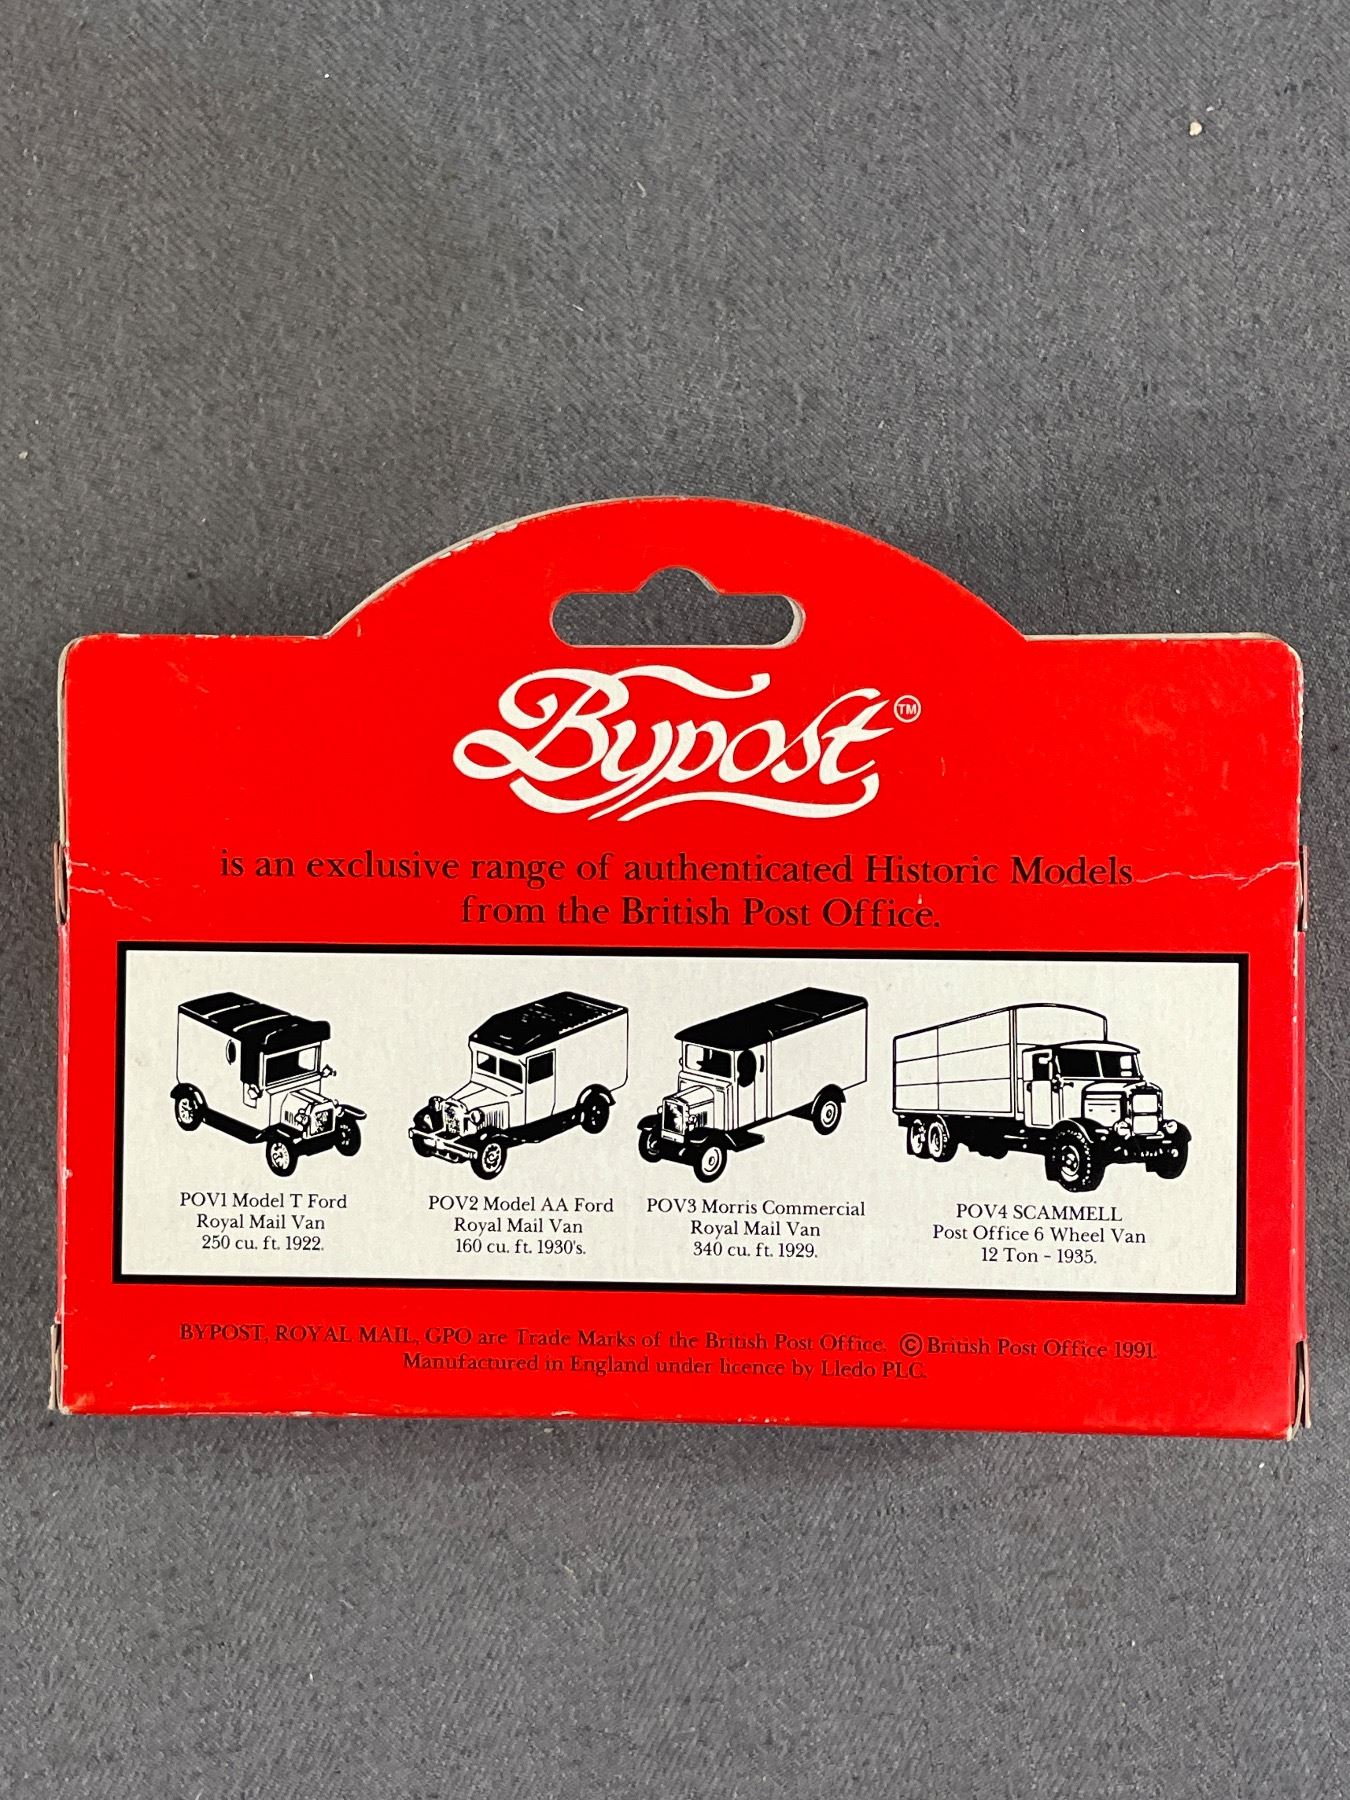 Bypost TM
is an exclusive range of authenticated Historic Models
from the British Post Office.
POV1 Model T Ford
Royal Mail Van
250 cu. ft. 1922.
POV2 Model AA Ford
Royal Mail Van
160 cu. ft. 1930's.
POV3 Morris Commercial
Royal Mail Van
340 cu. ft. 1929.
POV4 SCAMMELL
Post Office 6 Wheel Van
12 Ton - 1935.
BYPOST, ROYAL MAIL, GPO are Trade Marks of the British Post Office. © British Post Office 1991.
Manufactured in England under licence by Lledo PLC.